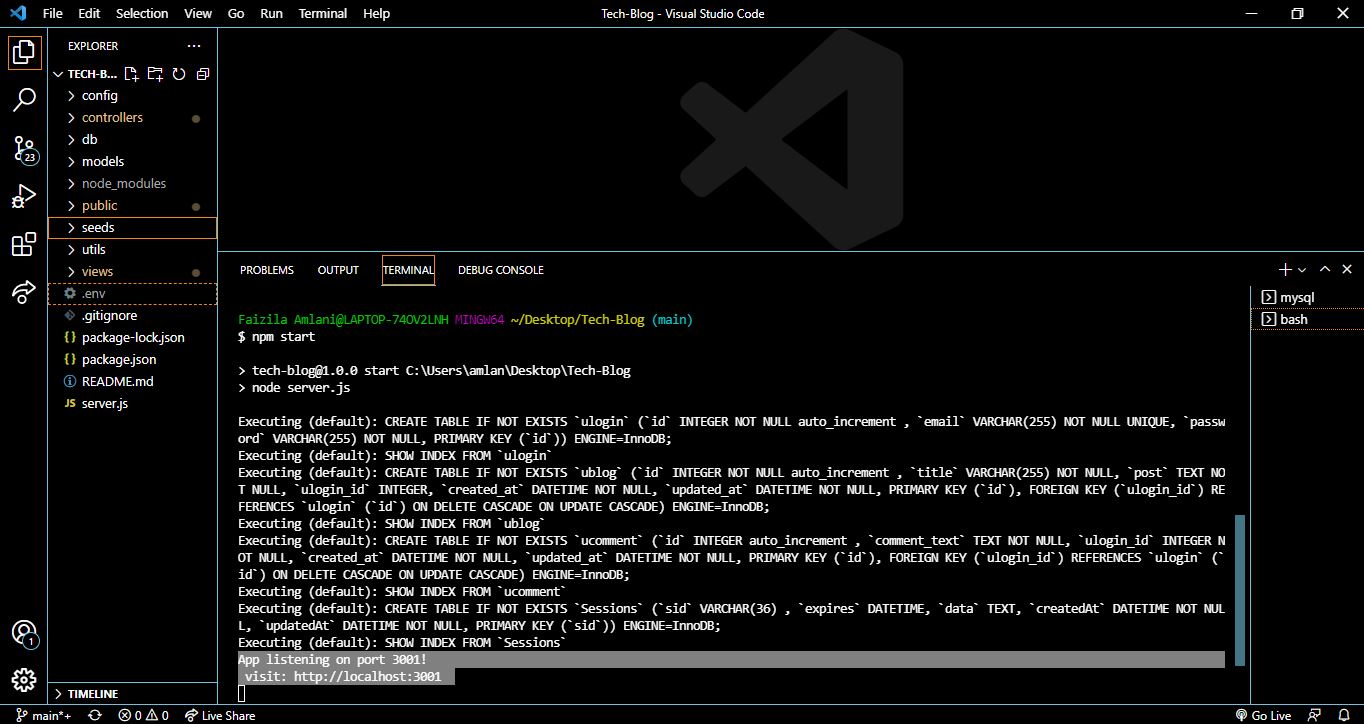 File Edit Selection View Go Run Terminal Help
Tech-Blog - Visual Studio Code
EXPLORER
TECH-B...
config
controllers
db
models
node_modules
public
seeds
utils
views
.env
.gitignore
package-lock.json
package.json
README.md
JS server.js
TIMELINE
23
1
PROBLEMS OUTPUT TERMINAL DEBUG CONSOLE
mysql
bash
Faizila Amlani@LAPTOP-74OV2LNH MINGW64 ~/Desktop/Tech-Blog (main)
$ npm start
> tech-blog@1.0.0 start C:\Users\amlan\Desktop\Tech-Blog
> node server.js
Executing (default): CREATE TABLE IF NOT EXISTS `ulogin` (`id` INTEGER NOT NULL auto_increment , `email` VARCHAR(255) NOT NULL UNIQUE, `passw
ord` VARCHAR(255) NOT NULL, PRIMARY KEY (`id`)) ENGINE=InnoDB;
Executing (default): SHOW INDEX FROM `ulogin`
Executing (default): CREATE TABLE IF NOT EXISTS `ublog` (`id` INTEGER NOT NULL auto_increment , `title` VARCHAR(255) NOT NULL, `post` TEXT NO
T NULL, `ulogin_id` INTEGER, `created_at` DATETIME NOT NULL, `updated_at` DATETIME NOT NULL, PRIMARY KEY (`id`), FOREIGN KEY (`ulogin_id`) RE
FERENCES `ulogin` (`id`) ON DELETE CASCADE ON UPDATE CASCADE) ENGINE=InnoDB;
Executing (default): SHOW INDEX FROM `ublog`
Executing (default): CREATE TABLE IF NOT EXISTS `ucomment` (`id` INTEGER auto_increment , `comment_text` TEXT NOT NULL, `ulogin_id` INTEGER N
OT NULL, `created_at` DATETIME NOT NULL, `updated_at` DATETIME NOT NULL, PRIMARY KEY (`id`), FOREIGN KEY (`ulogin_id`) REFERENCES `ulogin` (`
id`) ON DELETE CASCADE ON UPDATE CASCADE) ENGINE=InnoDB;
Executing (default): SHOW INDEX FROM `ucomment`
Executing (default): CREATE TABLE IF NOT EXISTS `Sessions` (`sid` VARCHAR(36) , `expires` DATETIME, `data` TEXT, `createdAt` DATETIME NOT NUL
L, `updatedAt` DATETIME NOT NULL, PRIMARY KEY (`sid`)) ENGINE=InnoDB;
Executing (default): SHOW INDEX FROM `Sessions`
App listening on port 3001!
visit: http://localhost:3001
main*+ 0 0 Live Share
Go Live